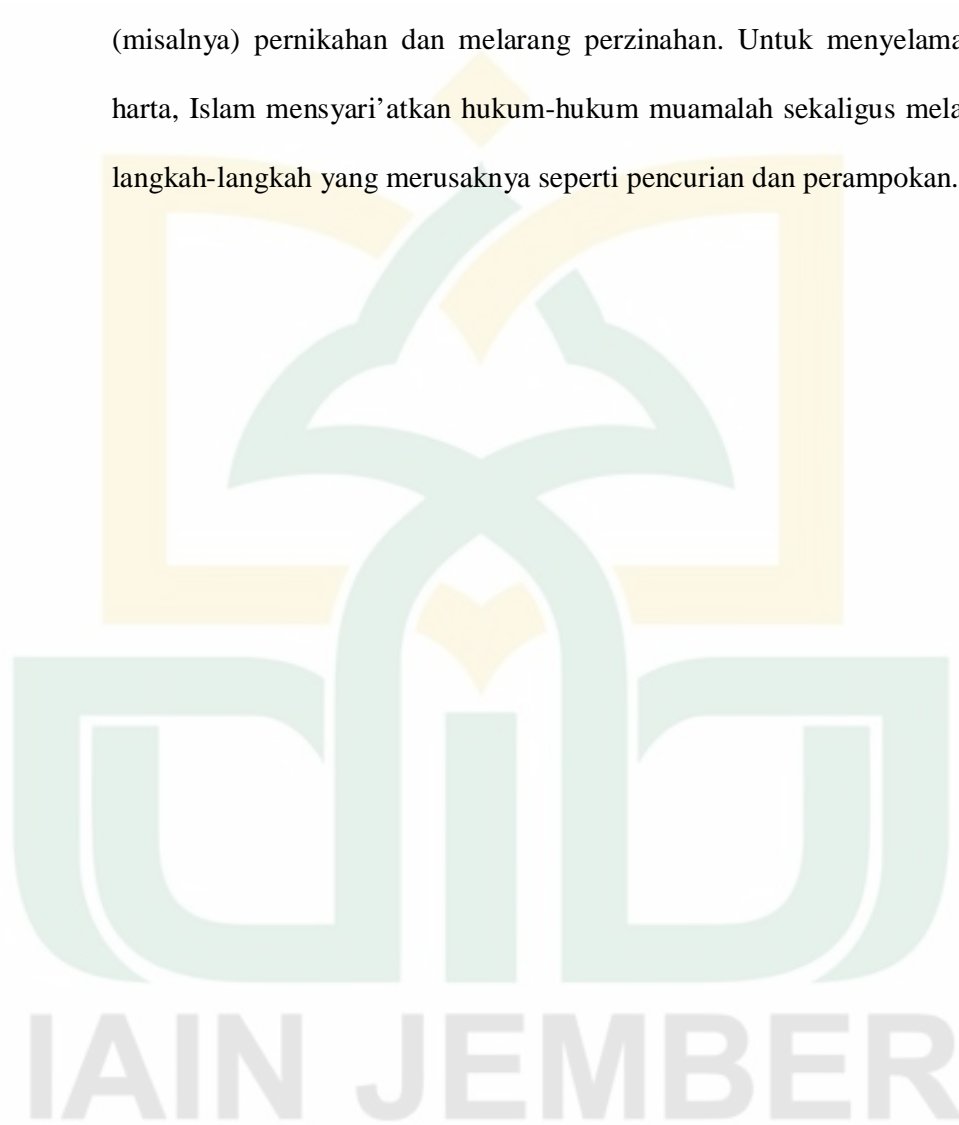 (misalnya) pernikahan dan melarang perzinahan. Untuk menyelama
harta, Islam mensyari’atkan hukum-hukum muamalah sekaligus mela
langkah-langkah yang merusaknya seperti pencurian dan perampokan.
IAIN JEMBER